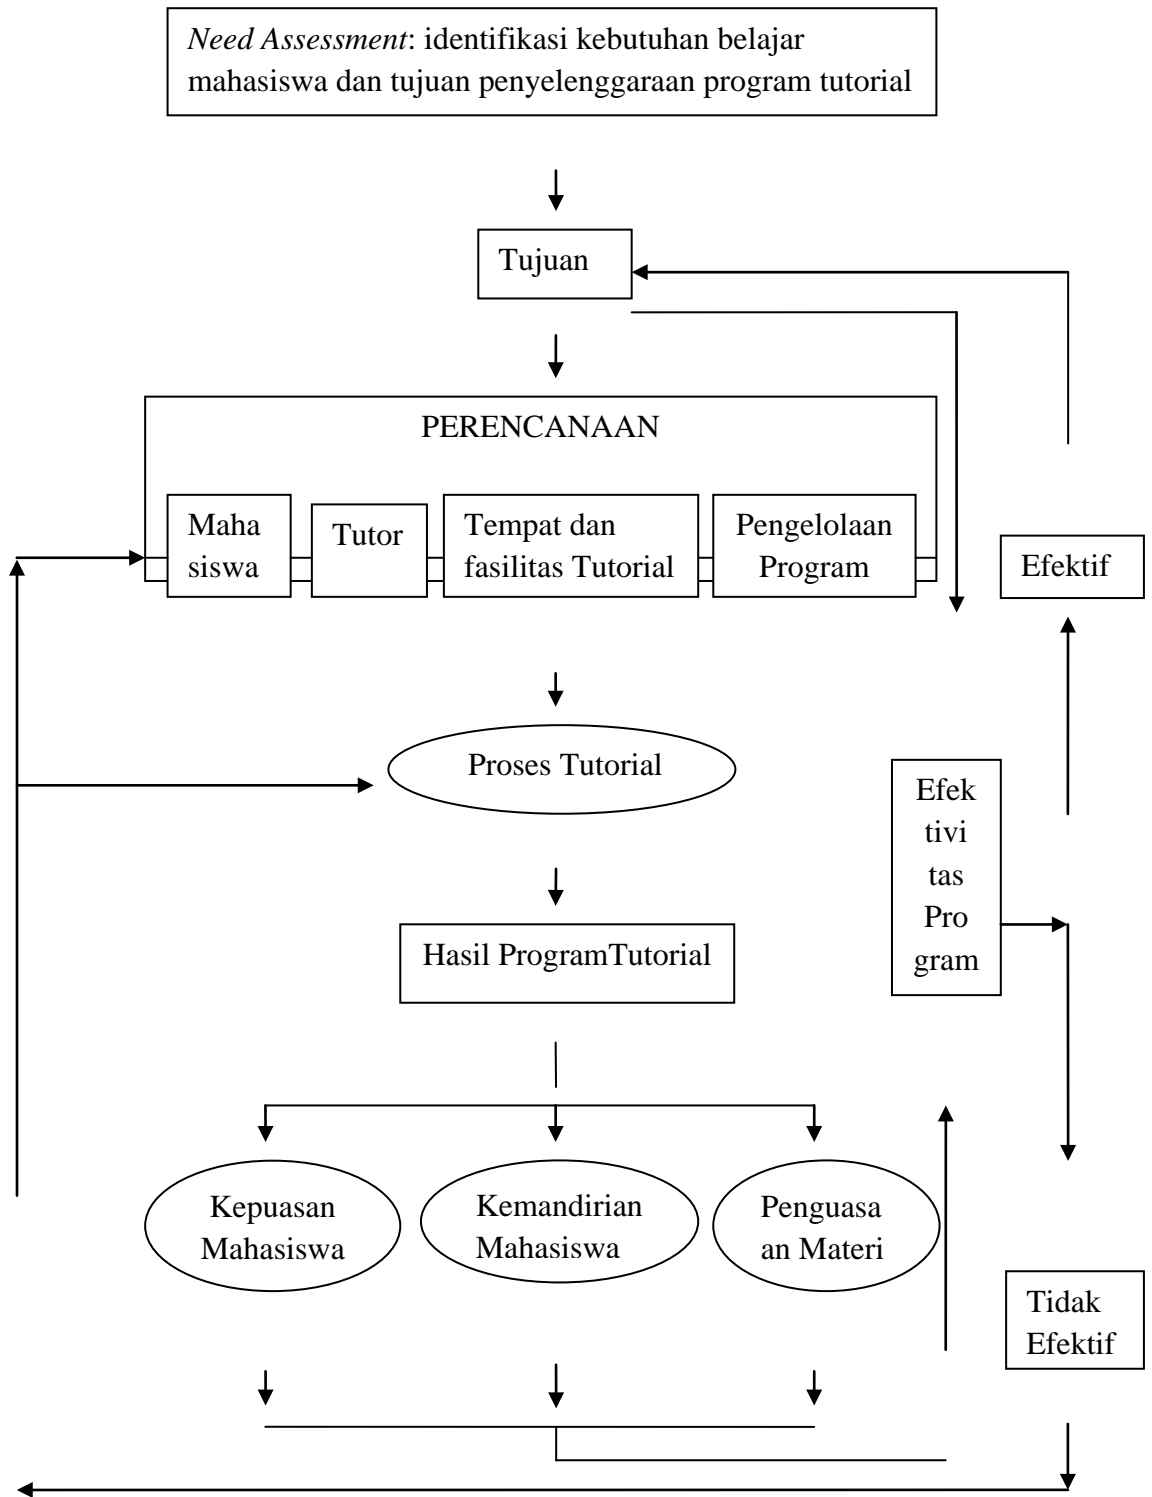 Need Assessment: identifikasi kebutuhan belajar
mahasiswa dan tujuan penyelenggaraan program tutorial
Tujuan
PERENCANAAN
Maha
siswa
Tutor
Tempat dan
fasilitas Tutorial
Pengelolaan
Program
Efektif
Proses Tutorial
Efek
tivi
tas
Pro
gram
Hasil ProgramTutorial
Kepuasan
Mahasiswa
Kemandirian
Mahasiswa
Penguasa
an Materi
Tidak
Efektif